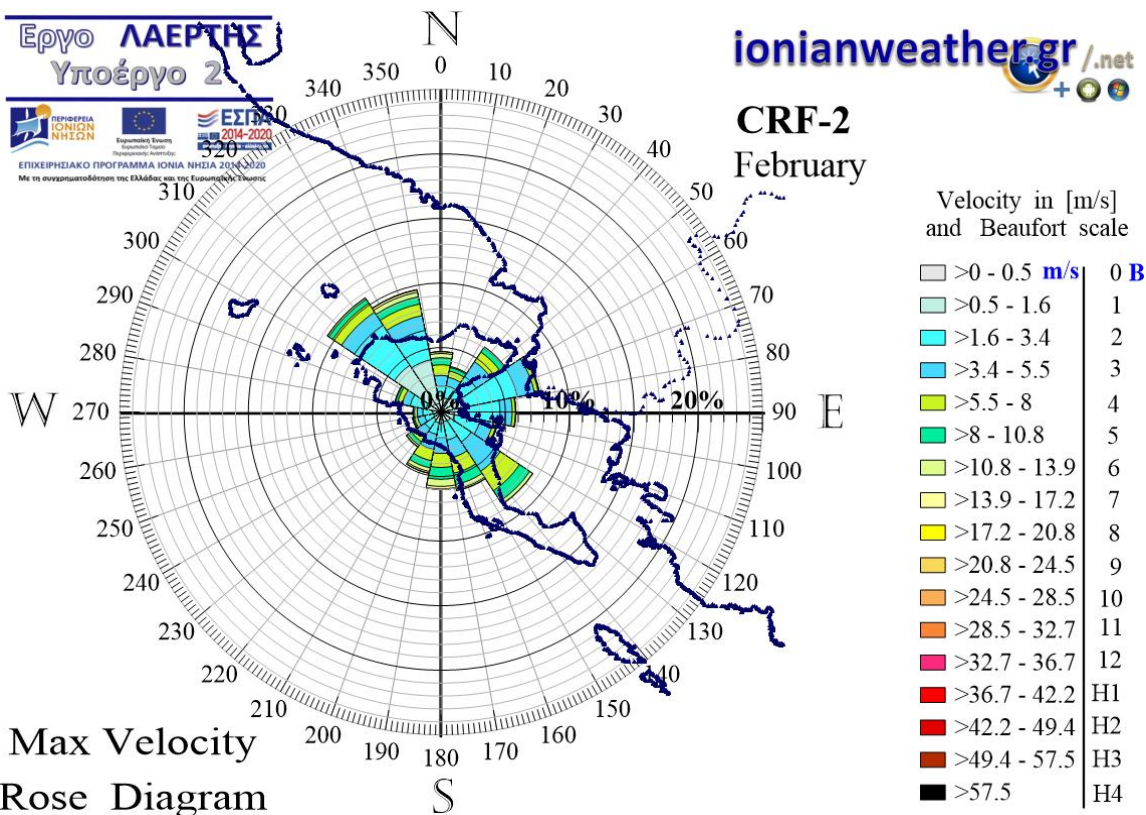 Εργο ΛΑΕΡΤΗΣ
Υποέργο 2
ΠΕΡΙΦΕΡΕΙΑ
ΙΟΝΙΩΝ
ΝΗΣΩΝ
Ευρωπαϊκή Ένωση
Ευρωπαϊκό Ταμείο
Περιφερειακής Ανάπτυξης
ΕΣΠΑ
2014-2020
ΕΠΙΧΕΙΡΗΣΙΑΚΟ ΠΡΟΓΡΑΜΜΑ ΙΟΝΙΑ ΝΗΣΙΑ 2014-2020
Με τη συγχρηματοδότηση της Ελλάδας και της Ευρωπαϊκής Ένωσης
ionianweather.gr /.net
+
CRF-2
February
N
0
10
20
30
40
50
60
70
80
90
E
100
110
120
130
140
150
160
170
180
S
190
200
210
220
230
240
250
260
270
W
280
290
300
310
320
330
340
350
0% 10% 20%
Velocity in [m/s]
and Beaufort scale
>0 - 0.5 m/s 0 B
>0.5 - 1.6 1
>1.6 - 3.4 2
>3.4 - 5.5 3
>5.5 - 8 4
>8 - 10.8 5
>10.8 - 13.9 6
>13.9 - 17.2 7
>17.2 - 20.8 8
>20.8 - 24.5 9
>24.5 - 28.5 10
>28.5 - 32.7 11
>32.7 - 36.7 12
>36.7 - 42.2 H1
>42.2 - 49.4 H2
>49.4 - 57.5 H3
>57.5 H4
Max Velocity
Rose Diagram